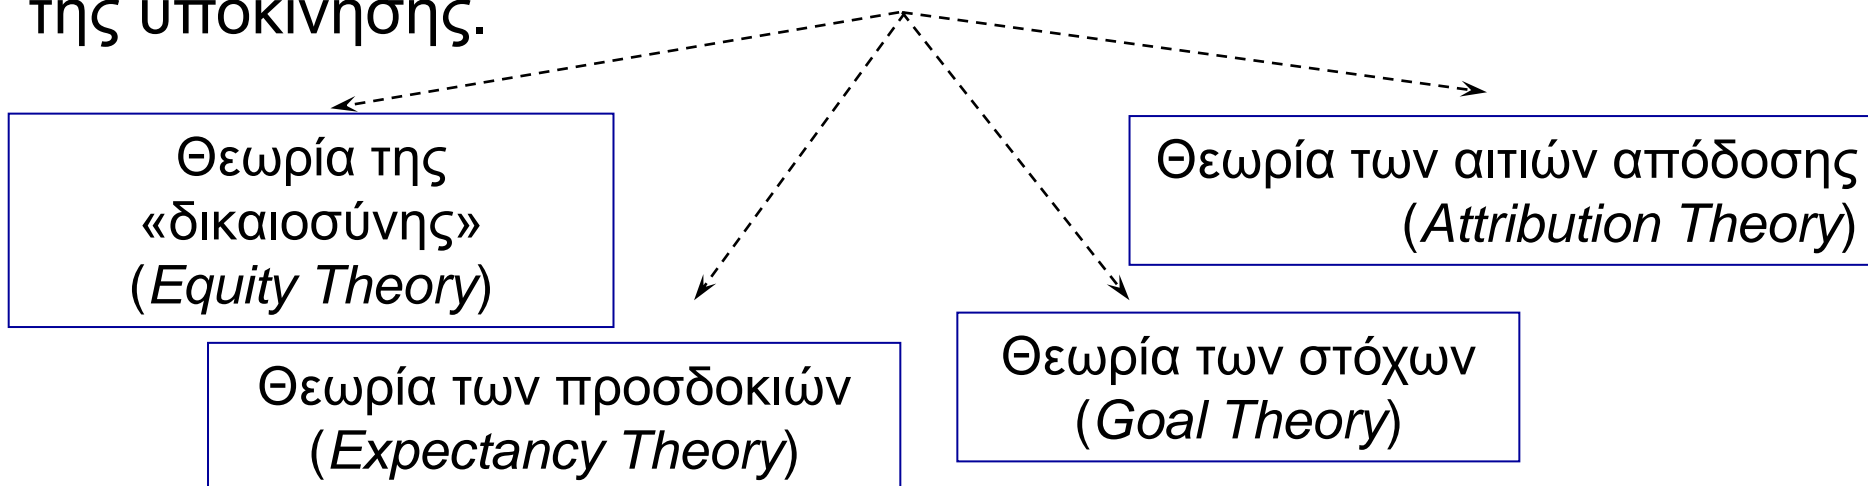 της υποκίνησης.
Θεωρία της
«δικαιοσύνης»
(Equity Theory)
Θεωρία των προσδοκιών
(Expectancy Theory)
Θεωρία των στόχων
(Goal Theory)
Θεωρία των αιτιών απόδοσης
(Attribution Theory)